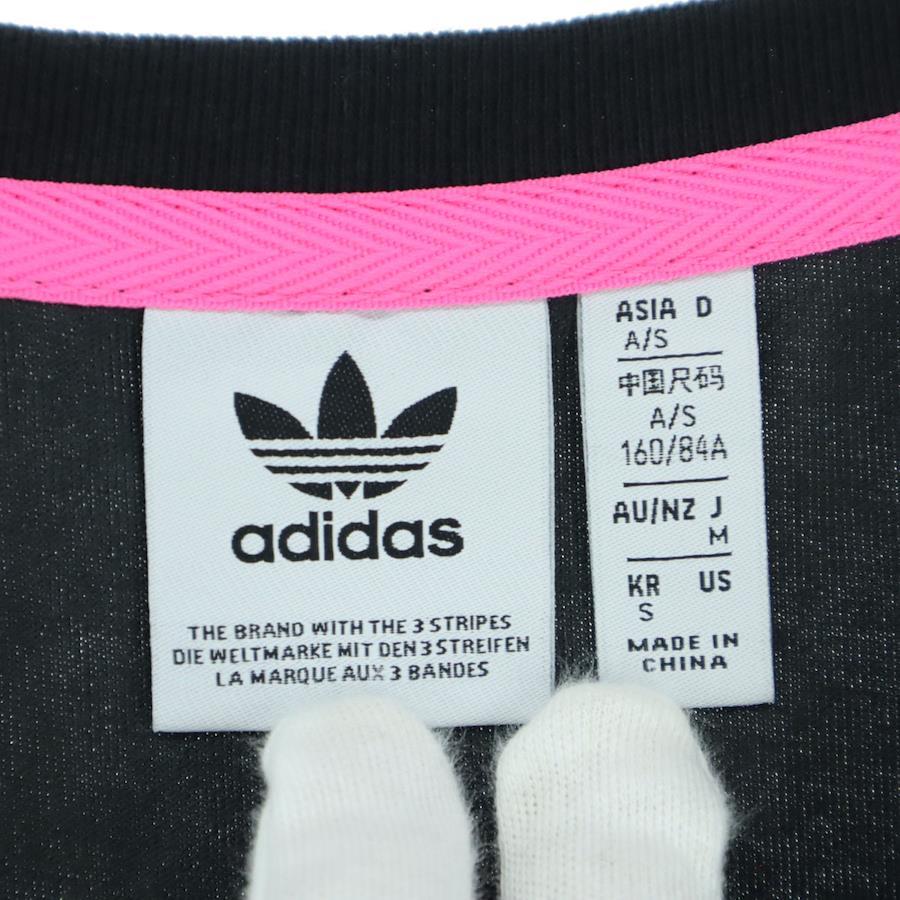 adidas
THE BRAND WITH THE 3 STRIPES
DIE WELTMARKE MIT DEN 3 STREIFEN
LA MARQUE AUX 3 BANDES
ASIA D
A/S
中国尺码
A/S
160/84A
AU/NZ J
M
KR US
S
MADE IN
CHINA